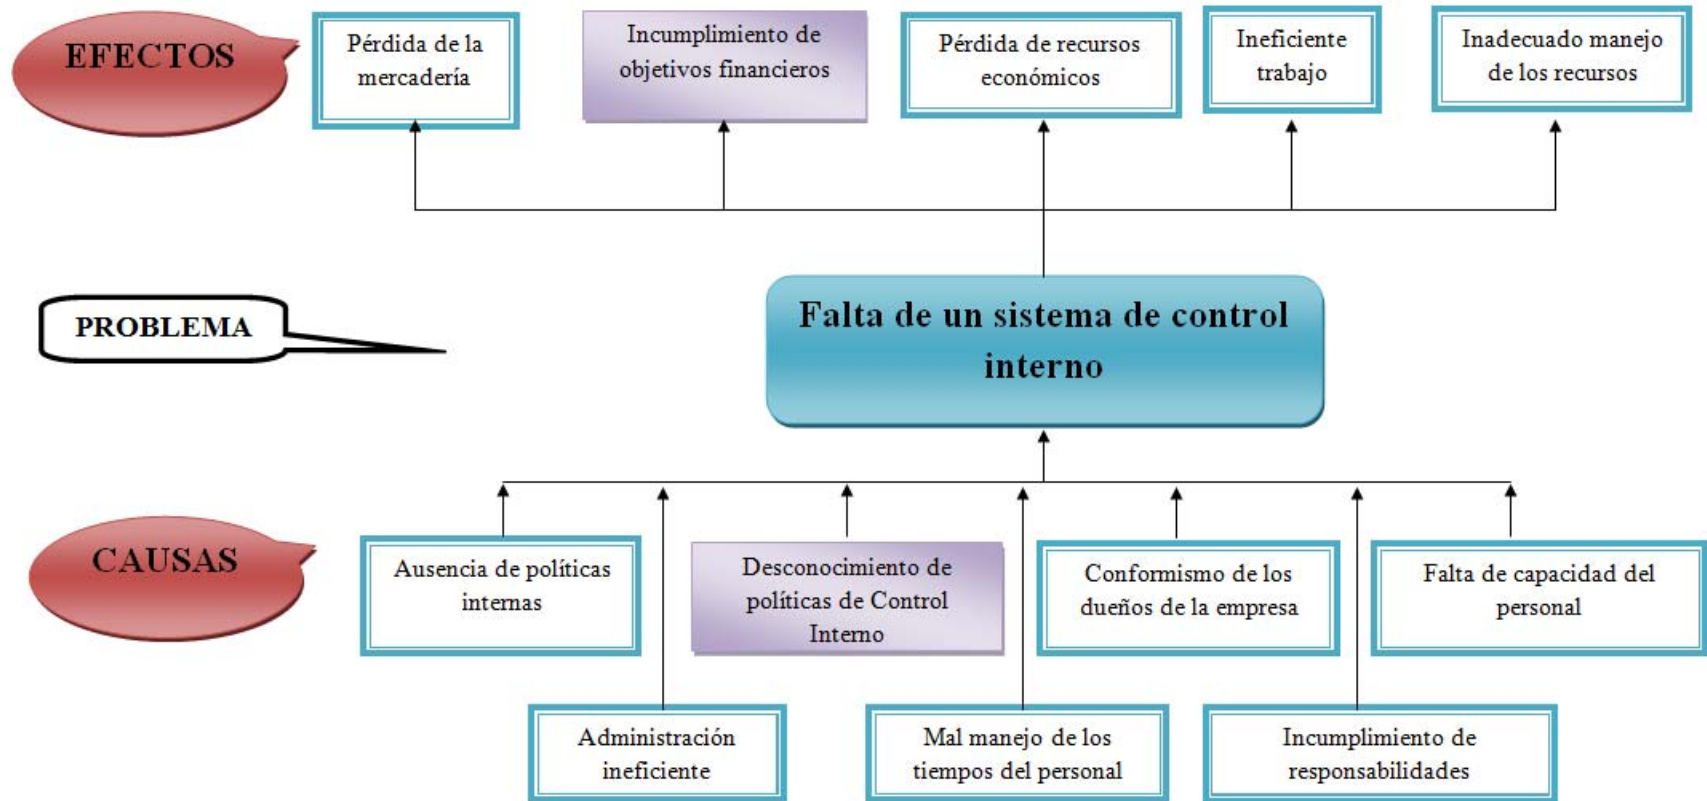 EFECTOS
Pérdida de la
mercadería
Incumplimiento de
objetivos financieros
Pérdida de recursos
económicos
Ineficiente
trabajo
Inadecuado manejo
de los recursos
PROBLEMA
Falta de un sistema de control
interno
CAUSAS
Ausencia de políticas
internas
Desconocimiento de
políticas de Control
Interno
Conformismo de los
dueños de la empresa
Falta de capacidad del
personal
Administración
ineficiente
Mal manejo de los
tiempos del personal
Incumplimiento de
responsabilidades